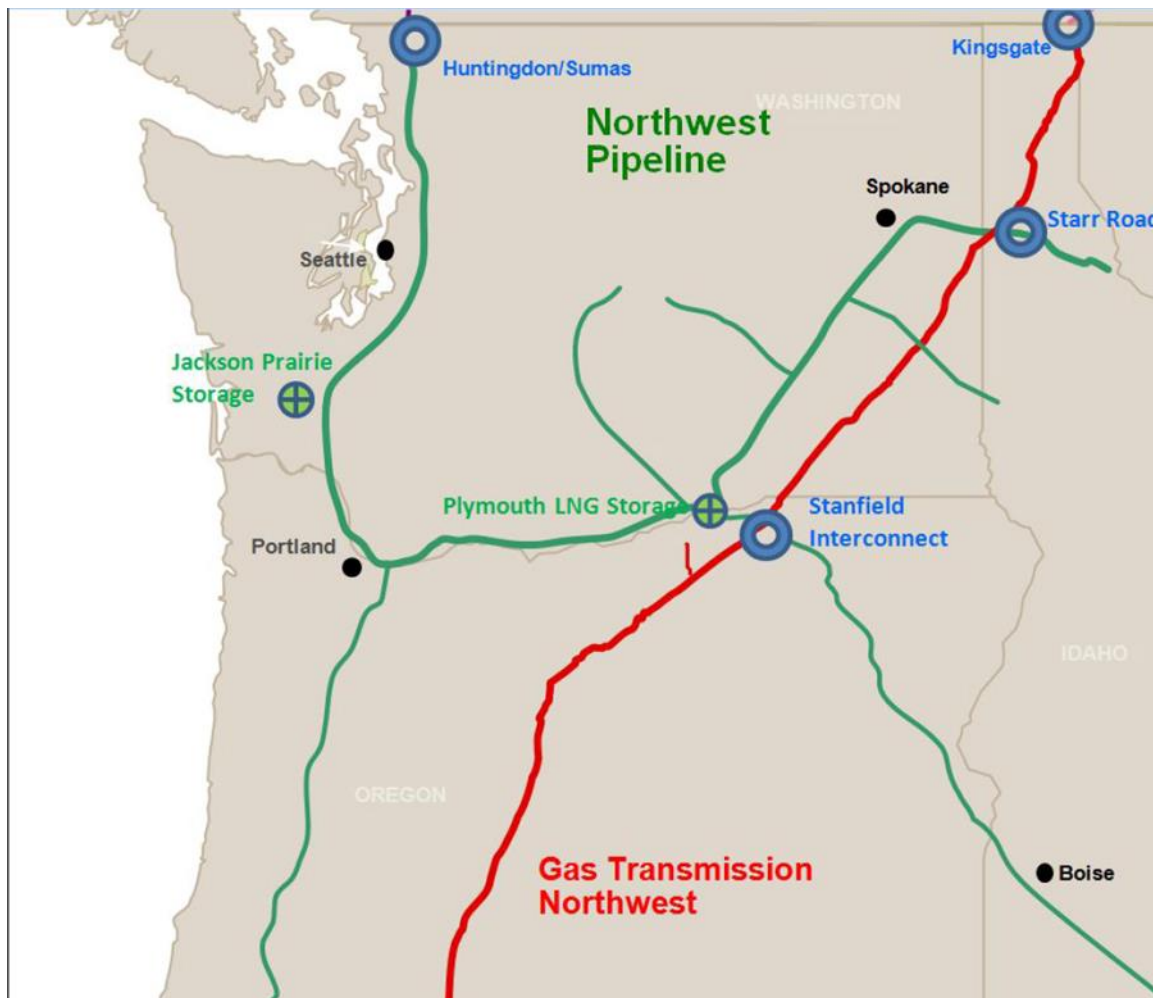 Kingsgate
Huntingdon/Sumas
WASHINGTON
Northwest
Pipeline
Spokane
Starr Road
Seattle
Jackson Prairie
Storage
Plymouth LNG Storage
Stanfield
Interconnect
Portland
IDAHO
OREGON
Gas Transmission
Northwest
Boise